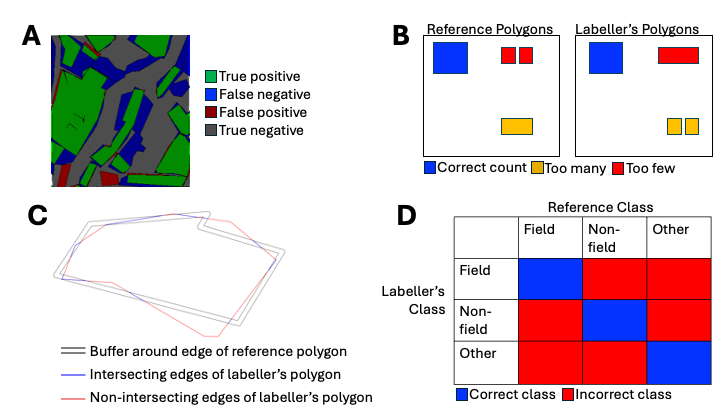 A
True positive
False negative
False positive
True negative
B
Reference Polygons
Labeller's Polygons
Correct count
Too many
Too few
C
Buffer around edge of reference polygon
Intersecting edges of labeller's polygon
Non-intersecting edges of labeller's polygon
D
Reference Class
Field
Non-
field
Other
Labeller's
Class
Field
Non-
field
Other
Correct class
Incorrect class